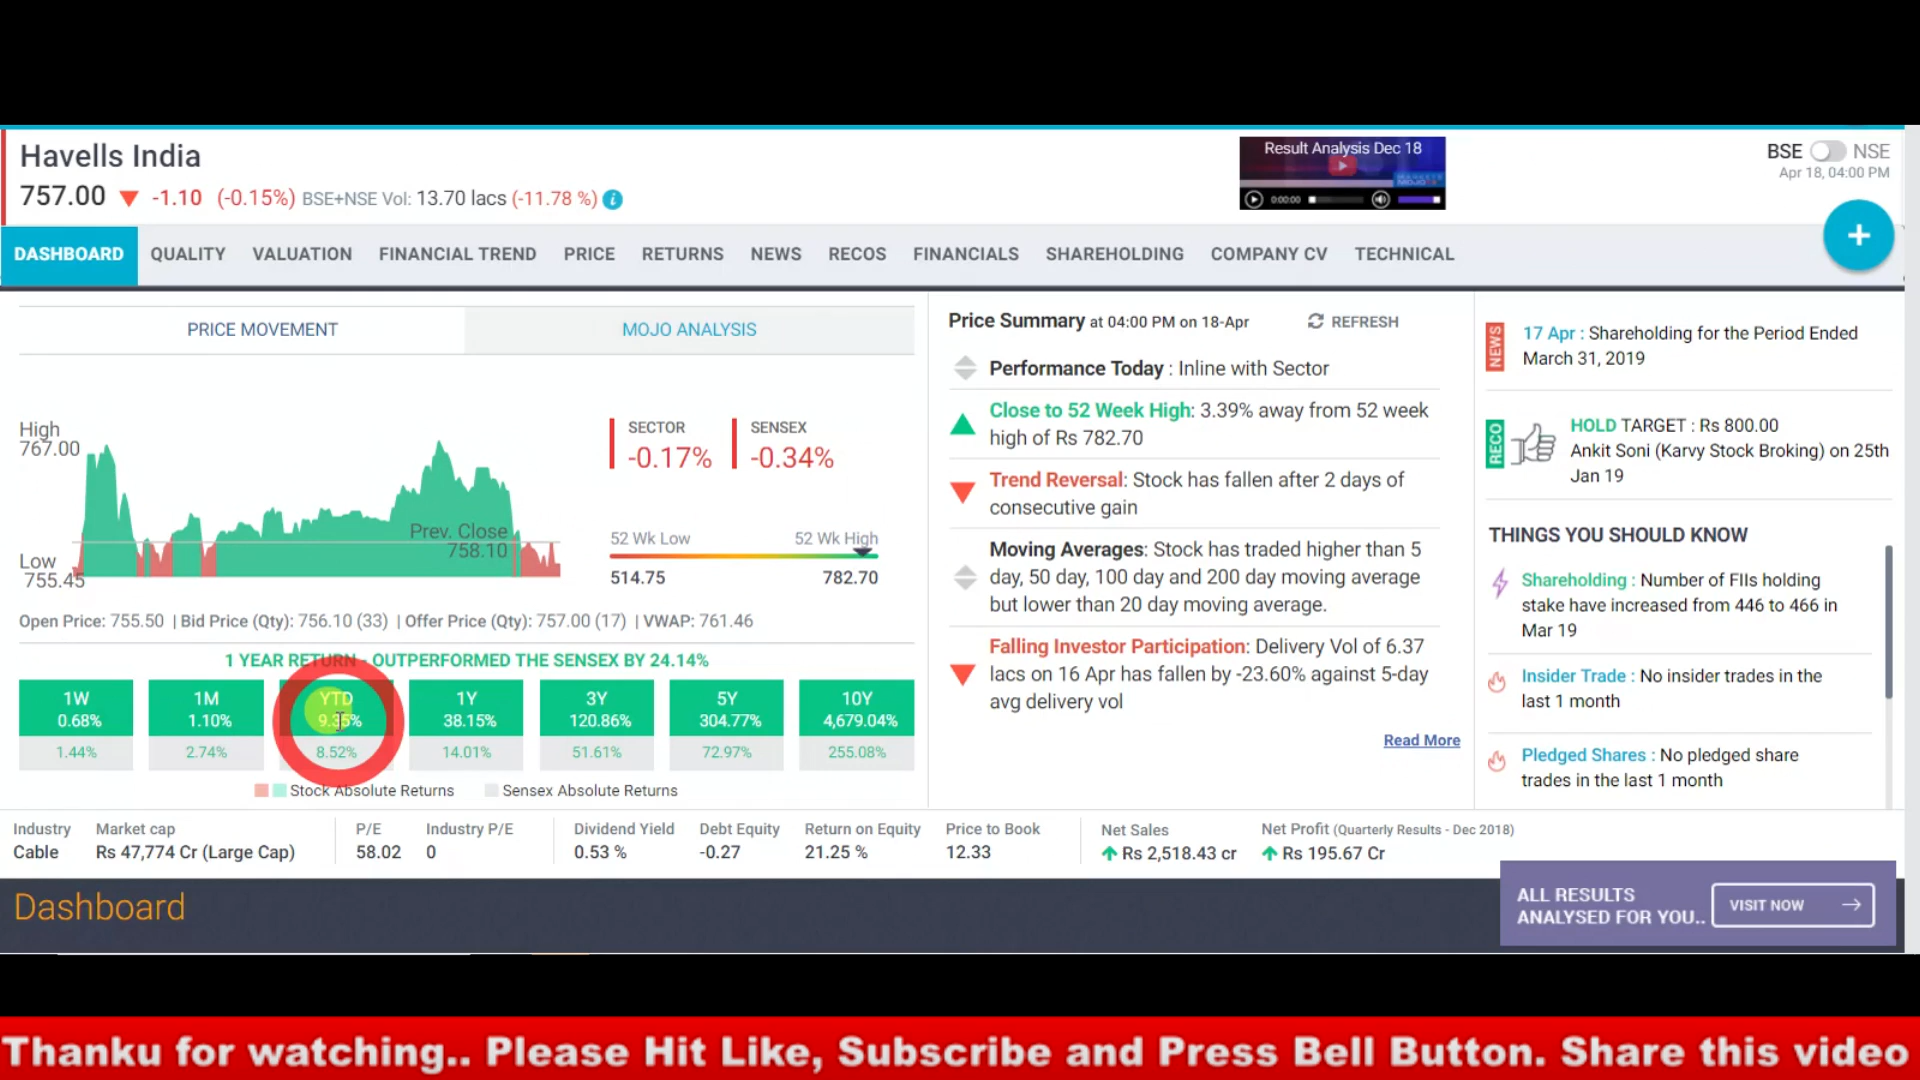 Havells India
757.00 -1.10 (-0.15%) BSE+NSE Vol: 13.70 lacs (-11.78 %) i
Result Analysis Dec 18
0:00:00
BSE NSE
Apr 18, 04:00 PM
+
DASHBOARD QUALITY VALUATION FINANCIAL TREND PRICE RETURNS NEWS RECOS FINANCIALS SHAREHOLDING COMPANY CV TECHNICAL
PRICE MOVEMENT MOJO ANALYSIS
High
767.00
Low
755.45
Prev. Close
758.10
SECTOR
-0.17%
SENSEX
-0.34%
52 Wk Low 52 Wk High
514.75 782.70
Open Price: 755.50 | Bid Price (Qty): 756.10 (33) | Offer Price (Qty): 757.00 (17) | VWAP: 761.46
1 YEAR RETURN - OUTPERFORMED THE SENSEX BY 24.14%
1W 1M YTD 1Y 3Y 5Y 10Y
0.68% 1.10% 9.35% 38.15% 120.86% 304.77% 4,679.04%
1.44% 2.74% 8.52% 14.01% 51.61% 72.97% 255.08%
Stock Absolute Returns Sensex Absolute Returns
Price Summary at 04:00 PM on 18-Apr REFRESH
Performance Today : Inline with Sector
Close to 52 Week High: 3.39% away from 52 week
high of Rs 782.70
Trend Reversal: Stock has fallen after 2 days of
consecutive gain
Moving Averages: Stock has traded higher than 5
day, 50 day, 100 day and 200 day moving average
but lower than 20 day moving average.
Falling Investor Participation: Delivery Vol of 6.37
lacs on 16 Apr has fallen by -23.60% against 5-day
avg delivery vol
Read More
NEWS
17 Apr : Shareholding for the Period Ended
March 31, 2019
RECO
HOLD TARGET : Rs 800.00
Ankit Soni (Karvy Stock Broking) on 25th
Jan 19
THINGS YOU SHOULD KNOW
Shareholding : Number of FIIs holding
stake have increased from 446 to 466 in
Mar 19
Insider Trade : No insider trades in the
last 1 month
Pledged Shares : No pledged share
trades in the last 1 month
Industry Market cap P/E Industry P/E Dividend Yield Debt Equity Return on Equity Price to Book Net Sales Net Profit (Quarterly Results - Dec 2018)
Cable Rs 47,774 Cr (Large Cap) 58.02 0 0.53 % -0.27 21.25 % 12.33 Rs 2,518.43 cr Rs 195.67 Cr
Dashboard
ALL RESULTS
ANALYSED FOR YOU..
VISIT NOW
Thanku for watching.. Please Hit Like, Subscribe and Press Bell Button. Share this video